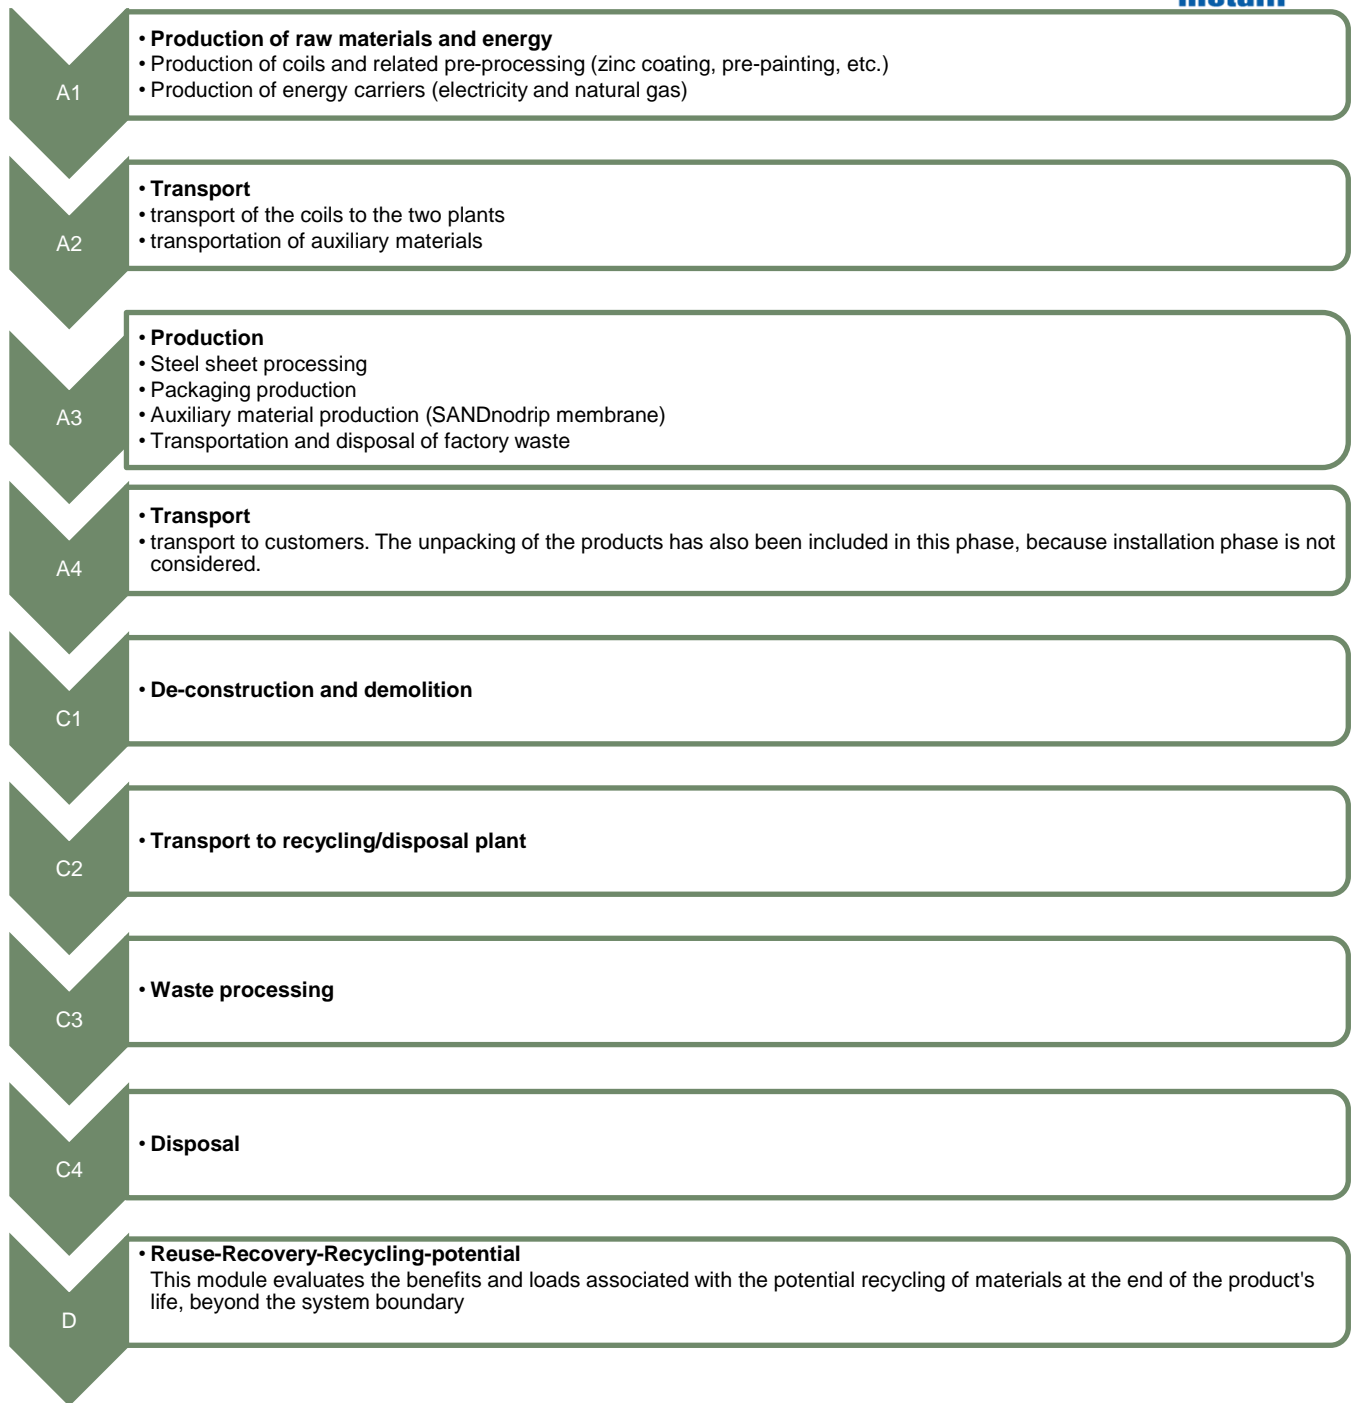 A1
• Production of raw materials and energy
• Production of coils and related pre-processing (zinc coating, pre-painting, etc.)
• Production of energy carriers (electricity and natural gas)
A2
• Transport
• transport of the coils to the two plants
• transportation of auxiliary materials
A3
• Production
• Steel sheet processing
• Packaging production
• Auxiliary material production (SANDnodrip membrane)
• Transportation and disposal of factory waste
A4
• Transport
• transport to customers. The unpacking of the products has also been included in this phase, because installation phase is not
considered.
C1
• De-construction and demolition
C2
• Transport to recycling/disposal plant
C3
• Waste processing
C4
• Disposal
D
• Reuse-Recovery-Recycling-potential
This module evaluates the benefits and loads associated with the potential recycling of materials at the end of the product's
life, beyond the system boundary